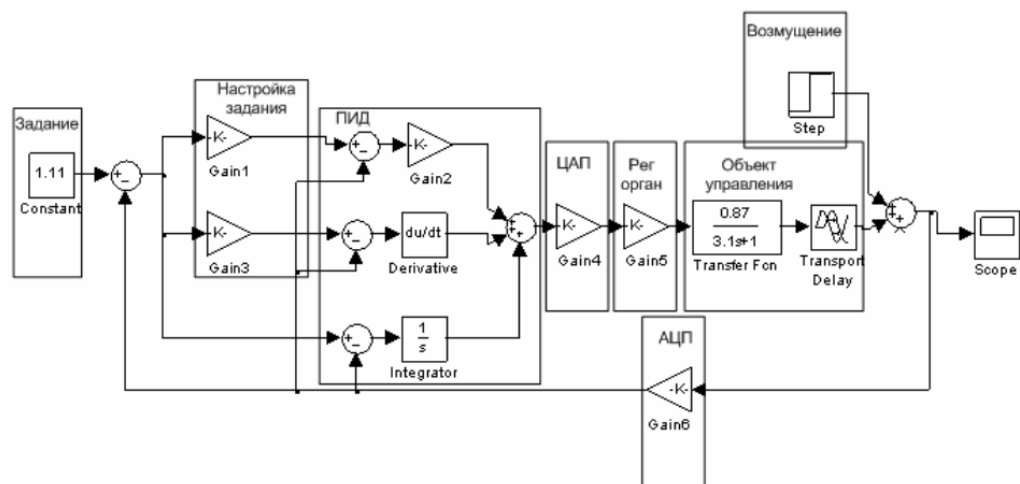 Возмущение
Step
Задание
1.11
Constant
+
-
Настройка
задания
-K-
Gain1
-K-
Gain3
ПИД
+
-
-K-
Gain2
+
-
du/dt
Derivative
+
-
1
s
Integrator
+
+
+
ЦАП
-K-
Gain4
Рег
орган
-K-
Gain5
Объект
управления
0.87
3.1s+1
Transfer Fcn
Transport
Delay
+
+
Scope
АЦП
-K-
Gain6